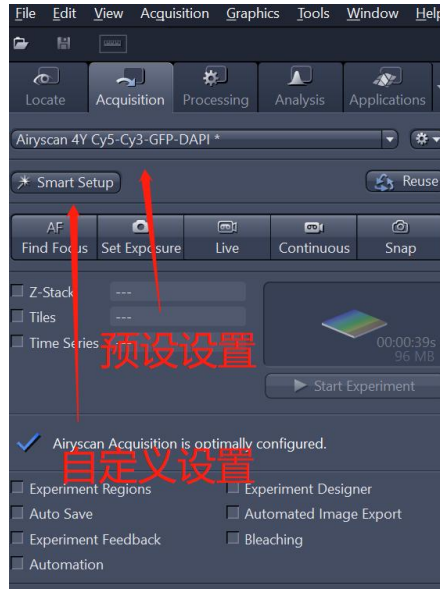 File Edit View Acquisition Graphics Tools Window Help
Locate Acquisition Processing Analysis Applications
Airyscan 4Y Cy5-Cy3-GFP-DAPI *
Smart Setup Reuse
AF
Find Focus Set Exposure Live Continuous Snap
Z-Stack ---
Tiles ---
Time Series ---
预设设置
00:00:39s
96 MB
Start Experiment
Airyscan Acquisition is optimally configured.
自定义设置
Experiment Regions Experiment Designer
Auto Save Automated Image Export
Experiment Feedback Bleaching
Automation